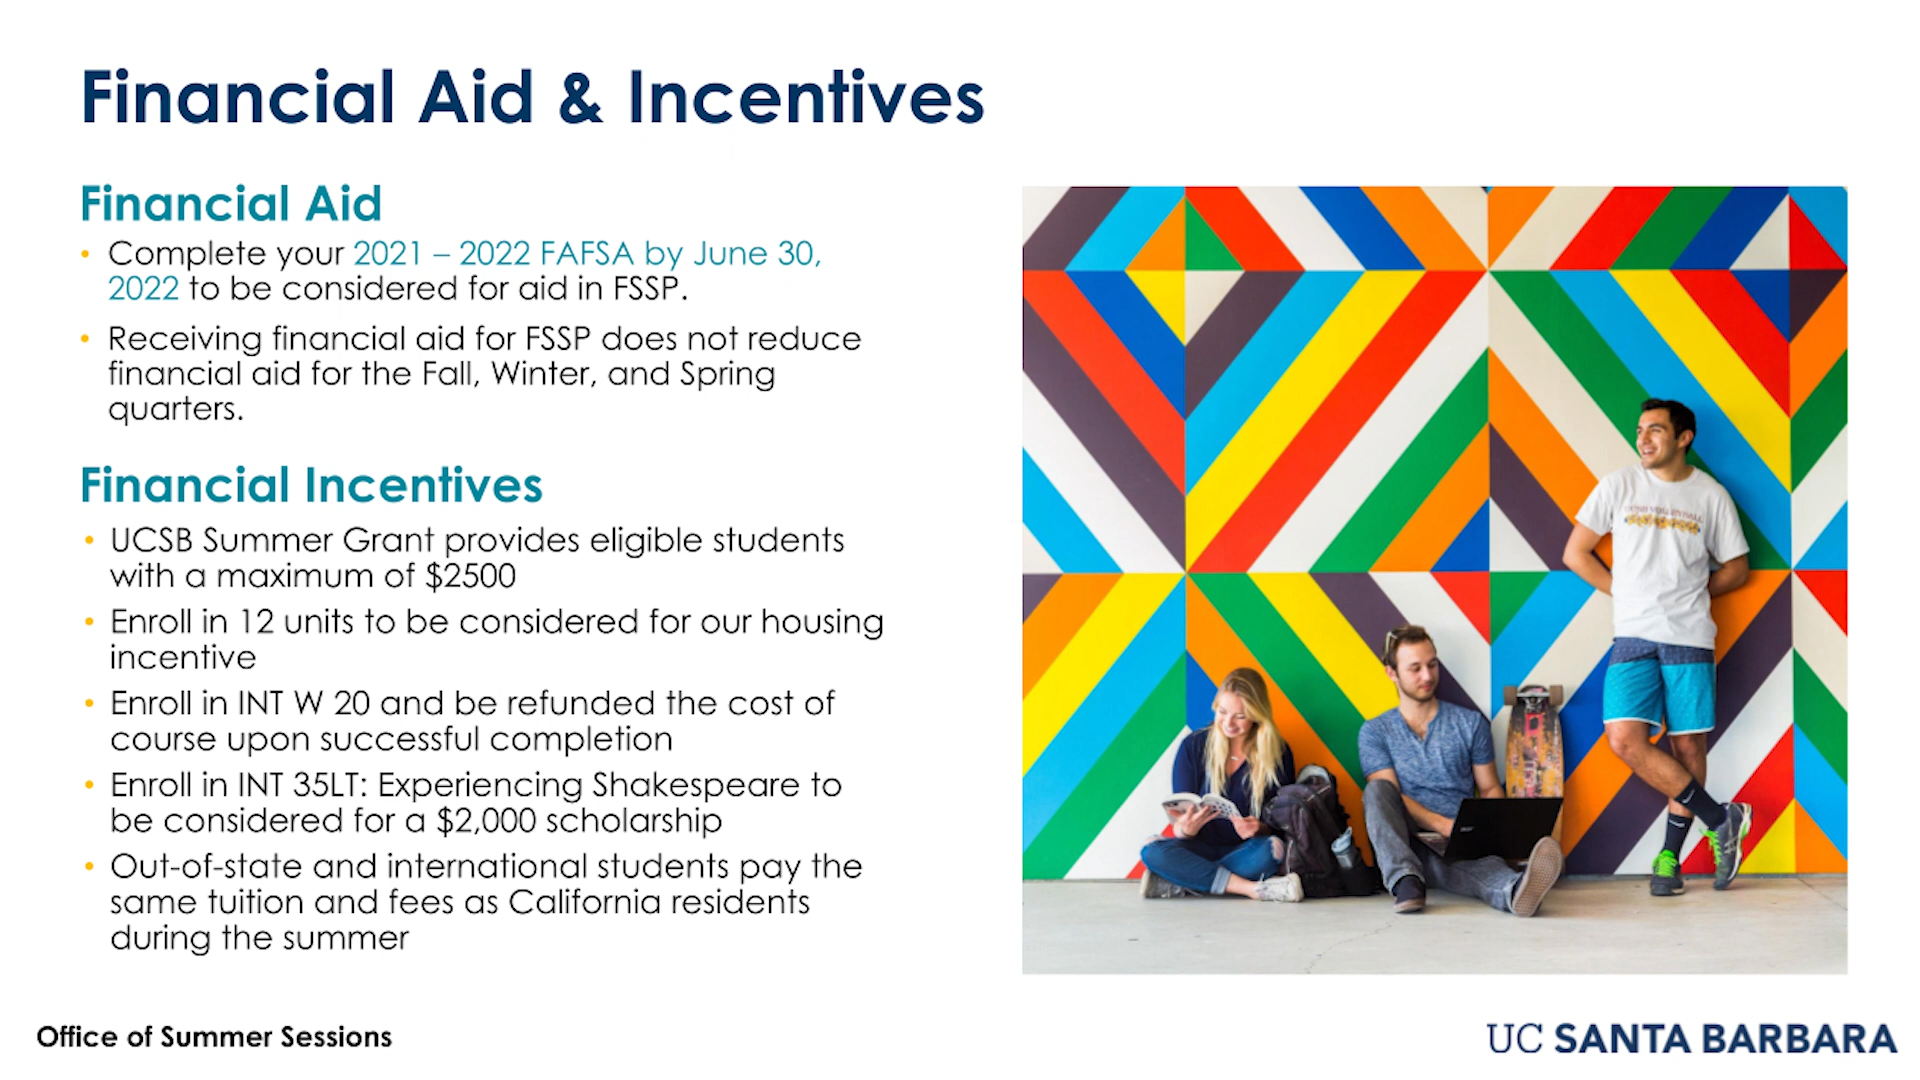 Financial Aid & Incentives
Financial Aid
• Complete your 2021 – 2022 FAFSA by June 30,
2022 to be considered for aid in FSSP.
• Receiving financial aid for FSSP does not reduce
financial aid for the Fall, Winter, and Spring
quarters.
Financial Incentives
• UCSB Summer Grant provides eligible students
with a maximum of $2500
• Enroll in 12 units to be considered for our housing
incentive
• Enroll in INT W 20 and be refunded the cost of
course upon successful completion
• Enroll in INT 35LT: Experiencing Shakespeare to
be considered for a $2,000 scholarship
• Out-of-state and international students pay the
same tuition and fees as California residents
during the summer
Office of Summer Sessions
UC SANTA BARBARA